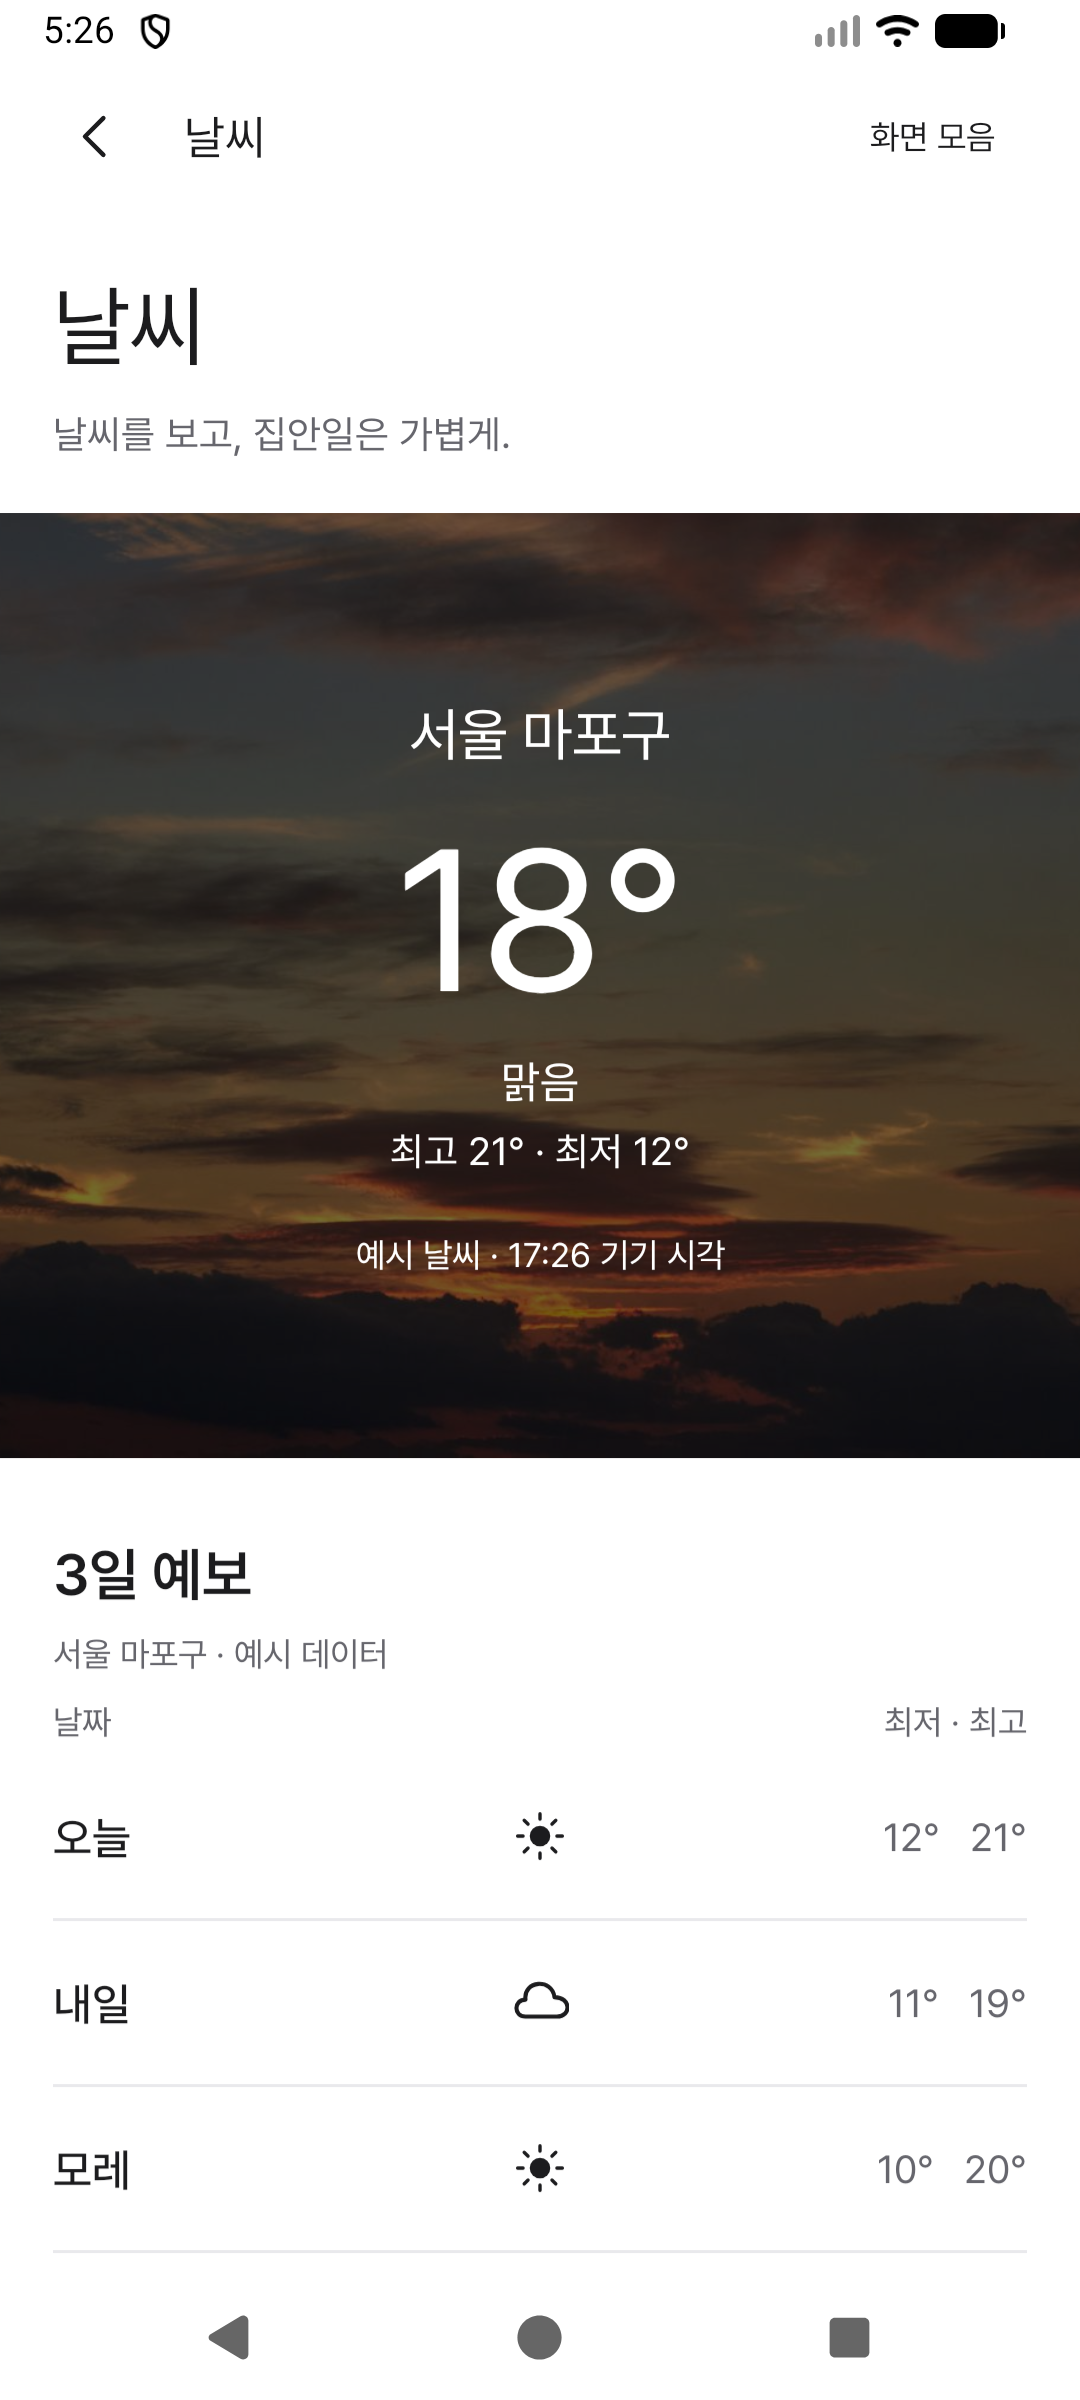 5:26
날씨
화면 모음
날씨
날씨를 보고, 집안일은 가볍게.
서울 마포구
18°
맑음
최고 21° · 최저 12°
예시 날씨 · 17:26 기기 시각
3일 예보
서울 마포구 · 예시 데이터
날짜 최저 · 최고
오늘 12° 21°
내일 11° 19°
모레 10° 20°